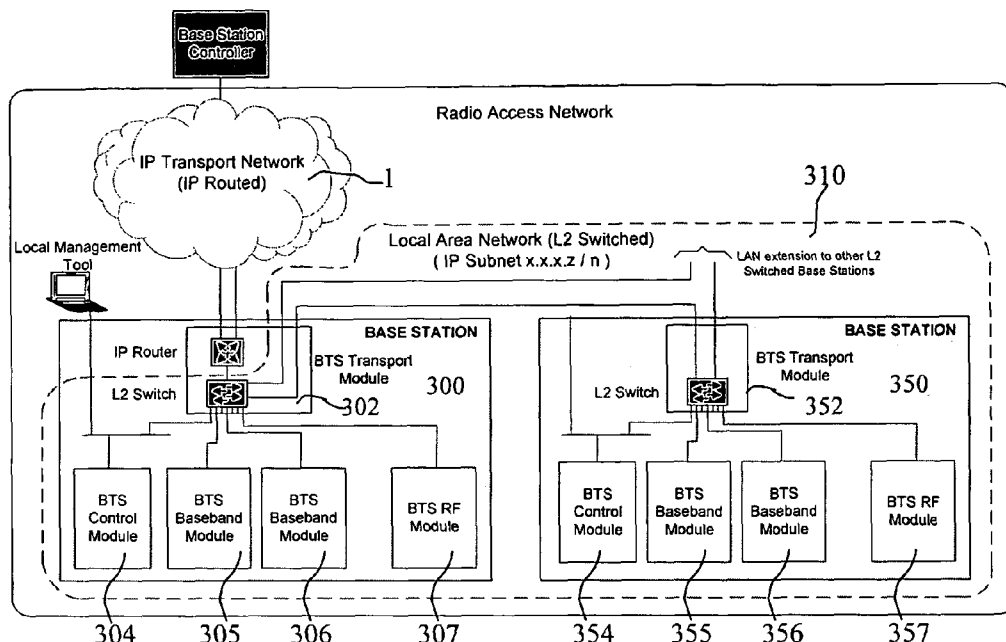 Base Station
Controller
Radio Access Network
IP Transport Network
(IP Routed)
1
310
Local Management
Tool
Local Area Network (L2 Switched)
( IP Subnet x.x.x.z / n )
LAN extension to other L2
Switched Base Stations
BASE STATION
IP Router
BTS Transport
Module
L2 Switch
300
302
BASE STATION
BTS Transport
Module
L2 Switch
350
352
BTS
Control
Module
BTS
Baseband
Module
BTS
Baseband
Module
BTS RF
Module
BTS
Control
Module
BTS
Baseband
Module
BTS
Baseband
Module
BTS RF
Module
304
305
306
307
354
355
356
357